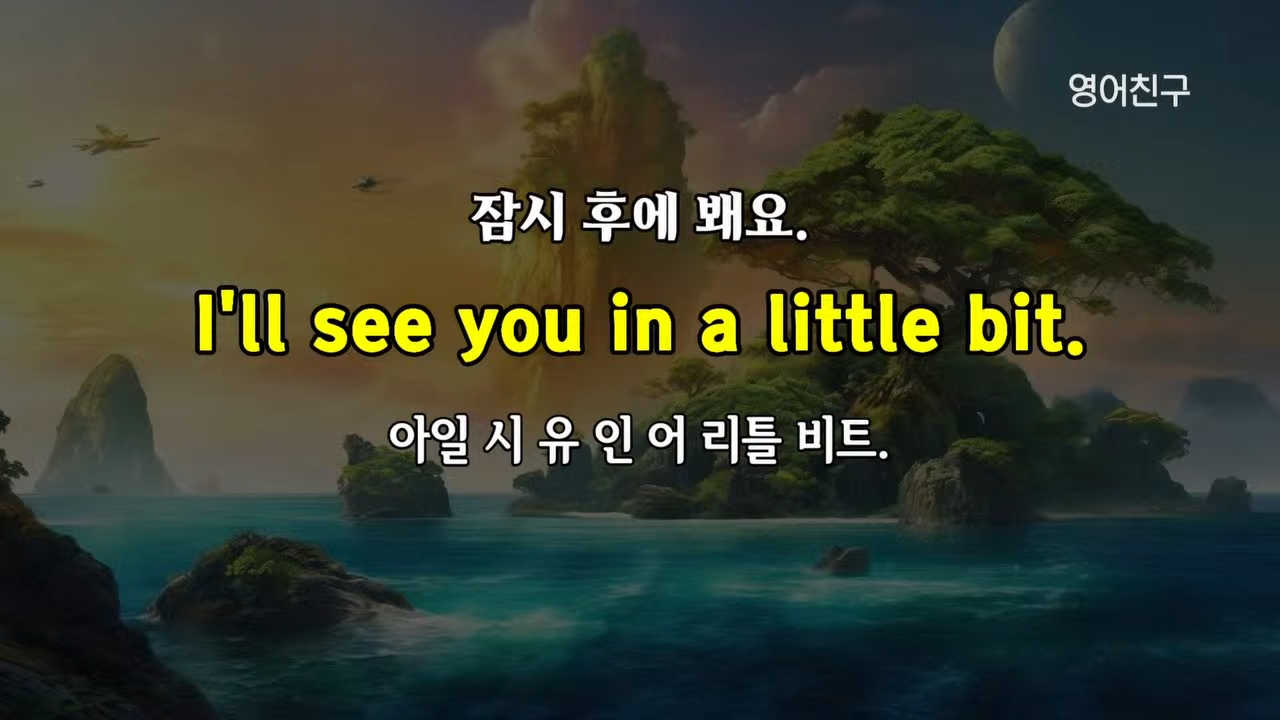 영어친구
잠시 후에 봬요.
I'll see you in a little bit.
아일 시 유 인 어 리틀 비트.